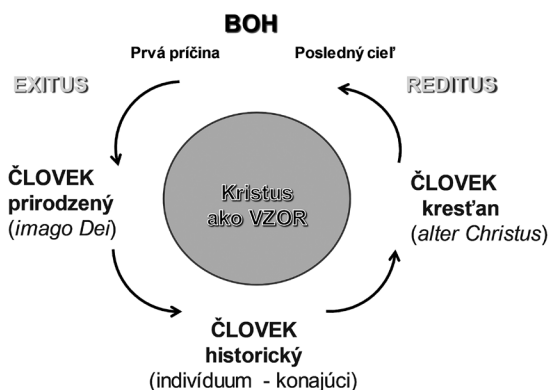 BOH
Prvá príčina
Posledný cieľ
EXITUS
REDITUS
ČLOVEK
prirodzený
(imago Dei)
Kristus
ako VZOR
ČLOVEK
kresťan
(alter Christus)
ČLOVEK
historický
(indivíduum - konajúci)